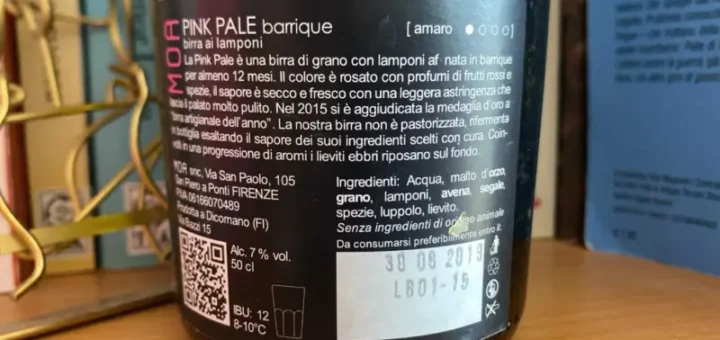 MOA
PINK PALE barrique [ amaro ]
birra ai lamponi
La Pink Pale è una birra di grano con lamponi af nata in barrique
per almeno 12 mesi. Il colore è rosato con profumi di frutti rossi e
spezie, il sapore è secco e fresco con una leggera astringenza che
lascia il palato molto pulito. Nel 2015 si è aggiudicata la medaglia d'oro a
"birra artigianale dell'anno". La nostra birra non è pastorizzata, rifermenta
in bottiglia esaltando il sapore dei suoi ingredienti scelti con cura. Coin-
volti in una progressione di aromi i lieviti ebbri riposano sul fondo.
MOA snc, Via San Paolo, 105
San Piero a Ponti FIRENZE
P.IVA 06166070489
Prodotta a Dicomano (FI)
Via Bazzi 15
Ingredienti: Acqua, malto d'orzo,
grano, lamponi, avena, segale,
spezie, luppolo, lievito.
Senza ingredienti di origine animale
Da consumarsi preferibilmente entro il:
30 08 2019
LB01-15
Alc. 7 % vol.
50 cl
IBU: 12
8-10°C